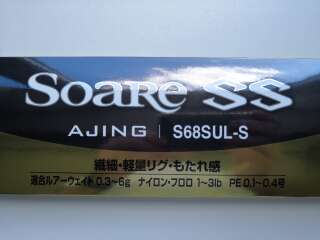 Soare SS
AJING | S68SUL-S
繊細・軽量リグ・もたれ感
適合ルアーウェイト0.3~6g ナイロン・フロロ 1~3lb PE 0.1~0.4号